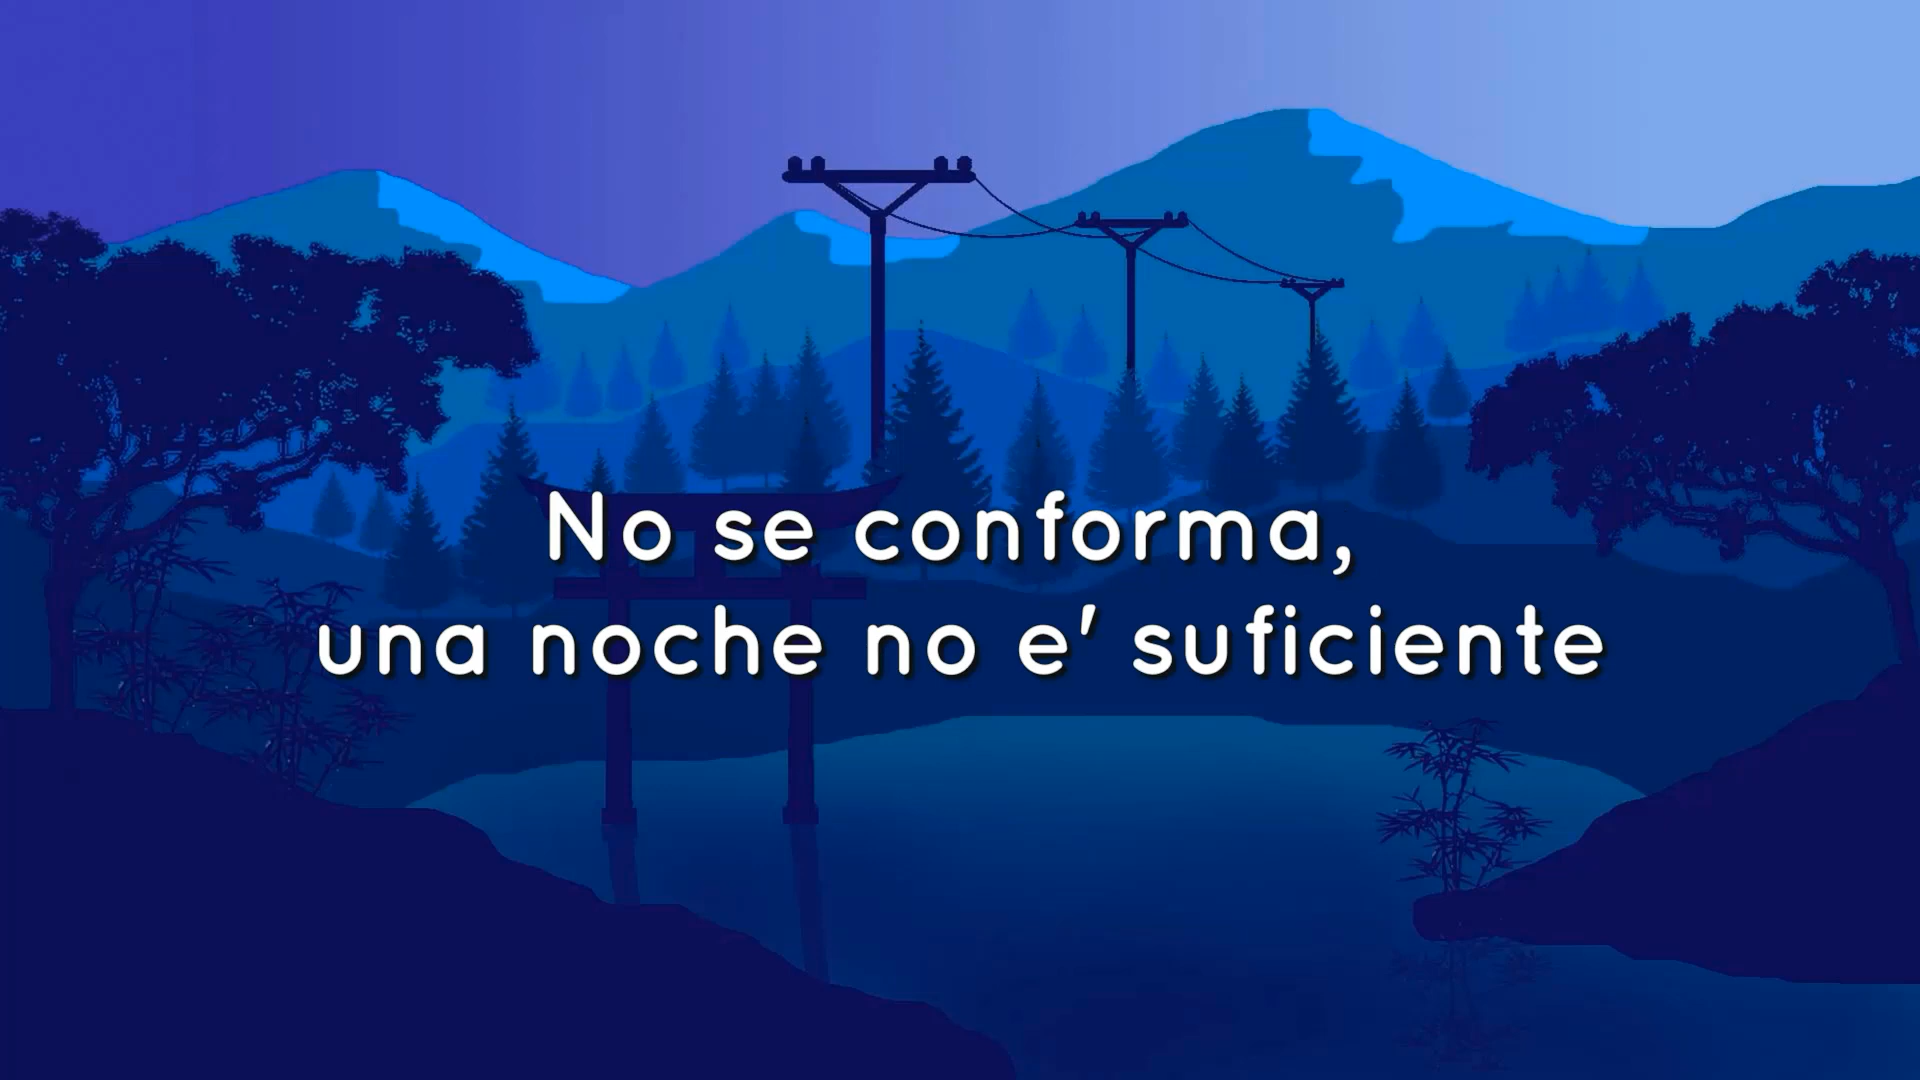 No se conforma,
una noche no e' suficiente